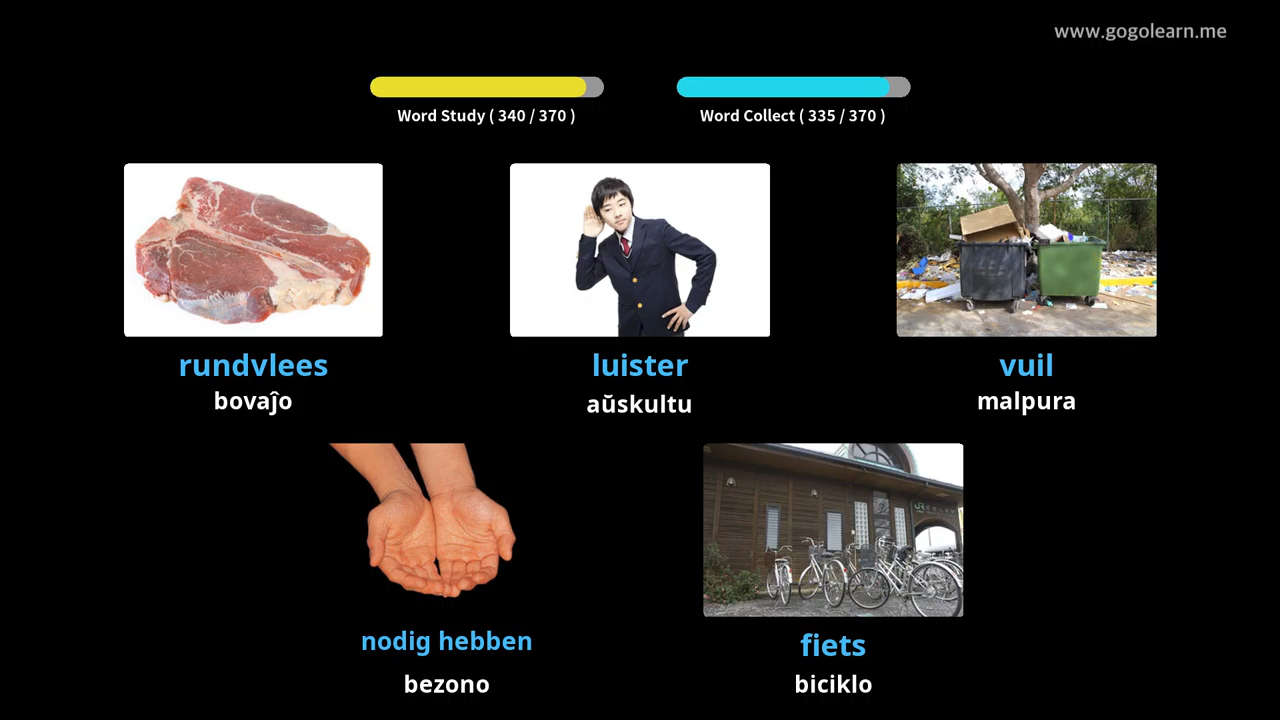 www.gogolearn.me
Word Study ( 340 / 370 )
Word Collect ( 335 / 370 )
rundvlees
bovaĵo
luister
aŭskultu
vuil
malpura
nodig hebben
bezono
fiets
biciklo